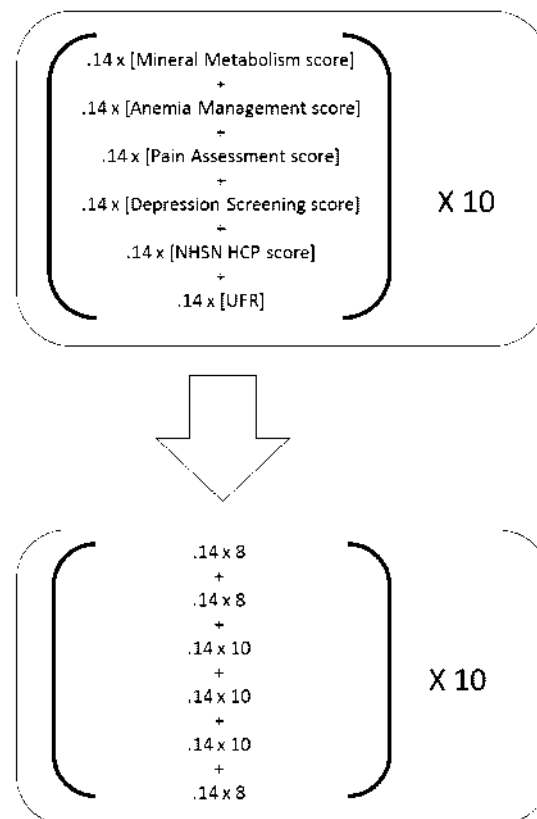 .14 x [Mineral Metabolism score]
+
.14 x [Anemia Management score]
+
.14 x [Pain Assessment score]
+
.14 x [Depression Screening score]
+
.14 x [NHSN HCP score]
+
.14 x [UFR]
X 10
.14 x 8
+
.14 x 8
+
.14 x 10
+
.14 x 10
+
.14 x 10
+
.14 x 8
X 10